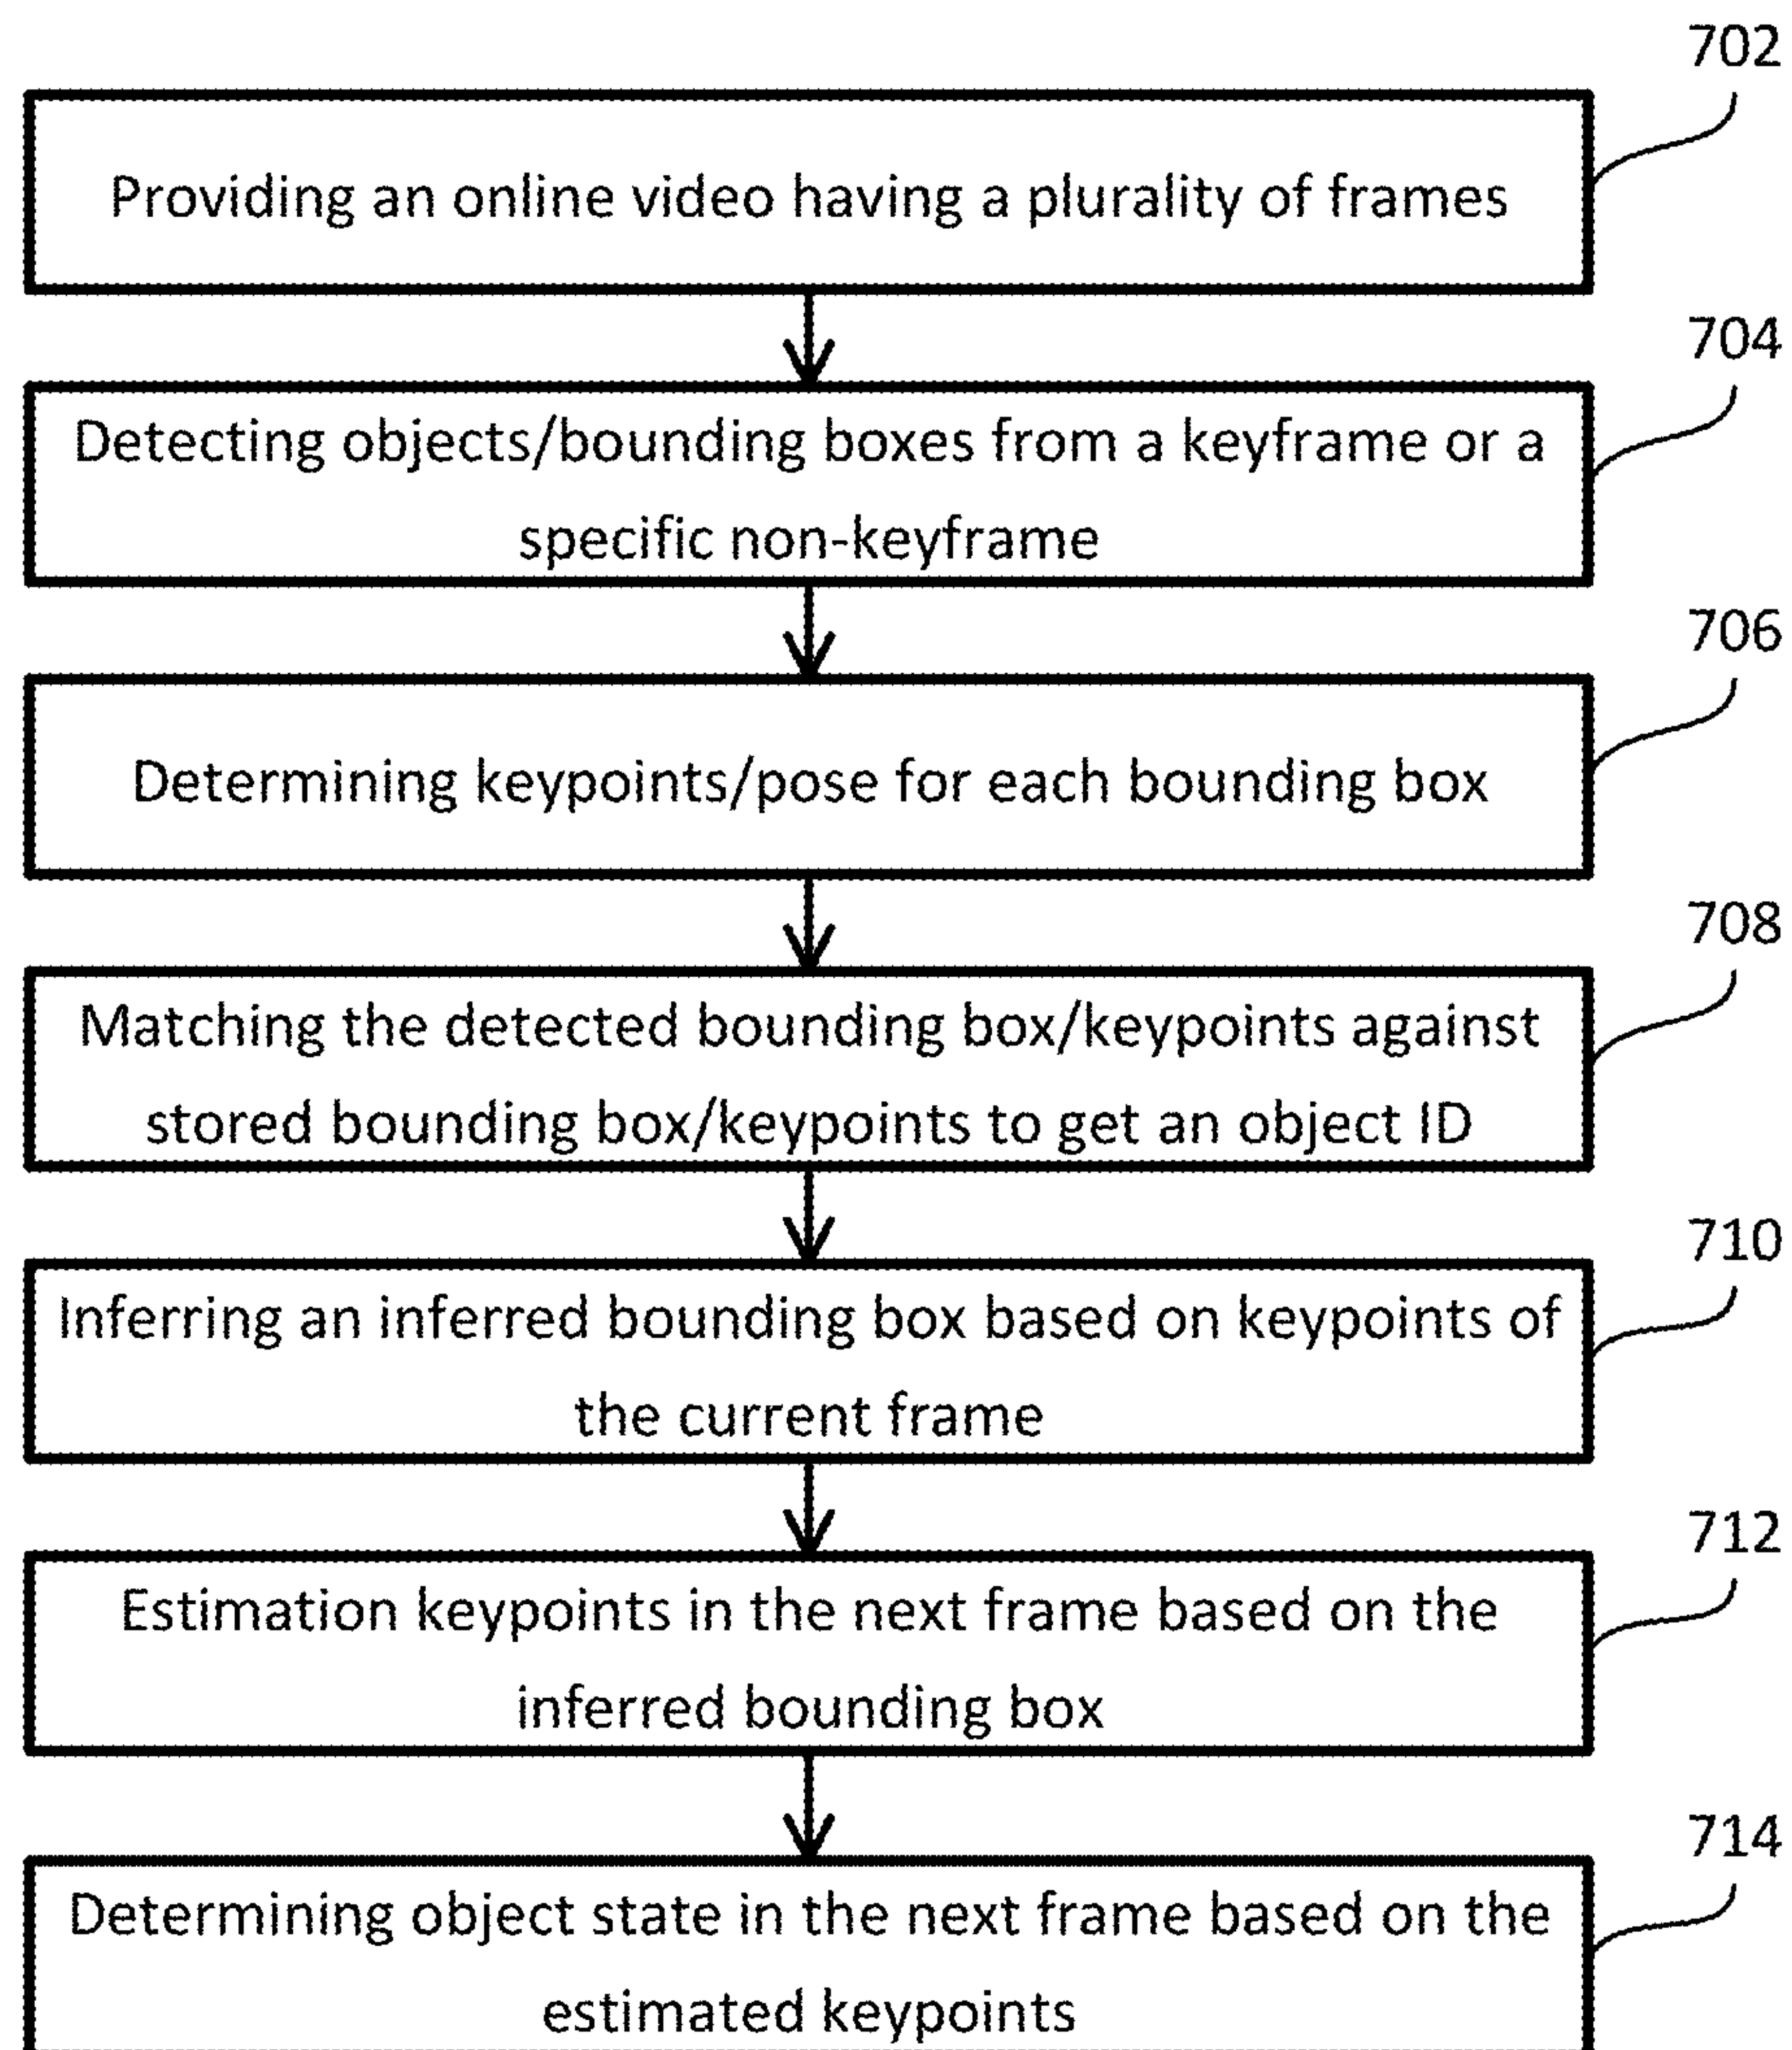 702
Providing an online video having a plurality of frames
704
Detecting objects/bounding boxes from a keyframe or a
specific non-keyframe
706
Determining keypoints/pose for each bounding box
708
Matching the detected bounding box/keypoints against
stored bounding box/keypoints to get an object ID
710
Inferring an inferred bounding box based on keypoints of
the current frame
712
Estimation keypoints in the next frame based on the
inferred bounding box
714
Determining object state in the next frame based on the
estimated keypoints